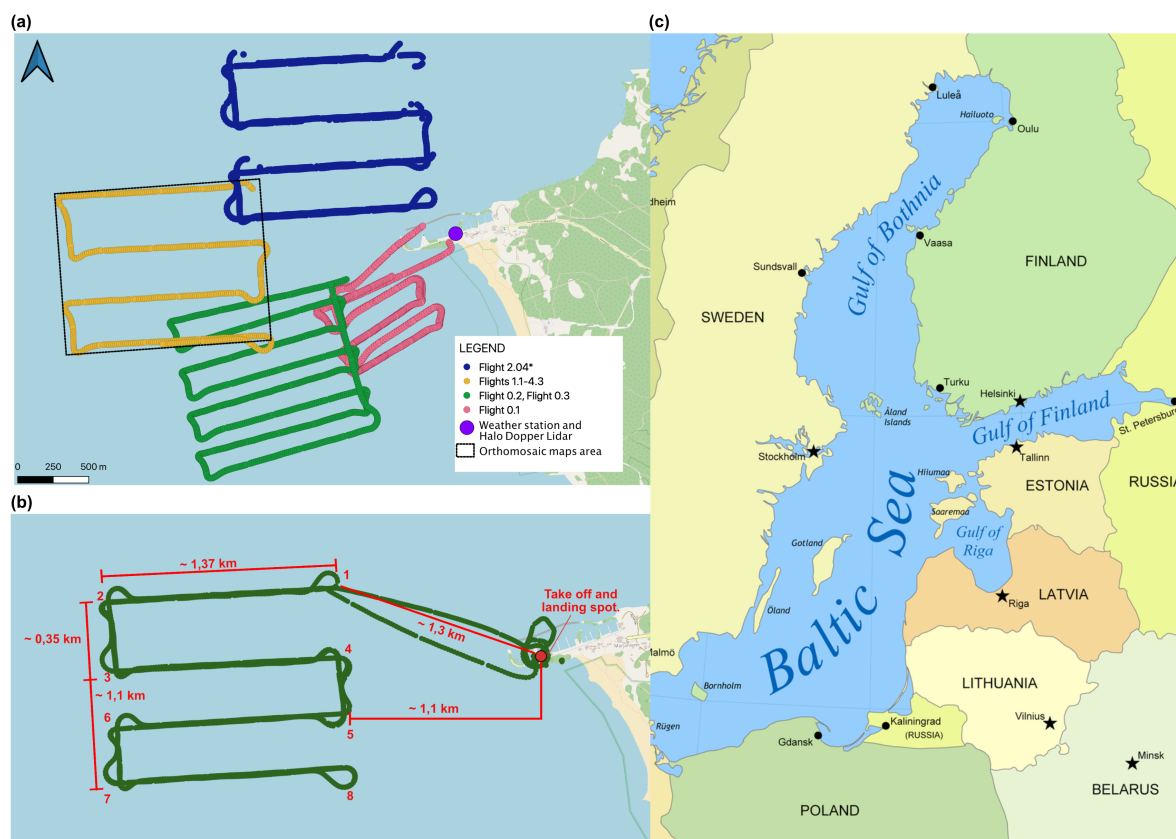 (a)
LEGEND
Flight 2.04*
Flights 1.1-4.3
Flight 0.2, Flight 0.3
Flight 0.1
Weather station and
Halo Dopper Lidar
Orthomosaic maps area
0 250 500 m
(b)
~ 1,37 km
1
2
Take off and
landing spot.
~ 1,3 km
~ 0,35 km
3
4
~ 1,1 km
6
~ 1,1 km
5
7
8
(c)
Luleå
Hailuoto
Oulu
dheim
Gulf of Bothnia
Vaasa
Sundsvall
FINLAND
SWEDEN
Turku
Helsinki
Åland
Islands
Gulf of Finland
St. Petersburg
Stockholm
Tallinn
Hiiumaa
ESTONIA
RUSSIA
Saaremaa
Gotland
Gulf of
Riga
Baltic Sea
Öland
Riga
LATVIA
Malmö
LITHUANIA
Bornholm
Rügen
Kaliningrad
(RUSSIA)
Vilnius
Gdansk
Minsk
BELARUS
POLAND